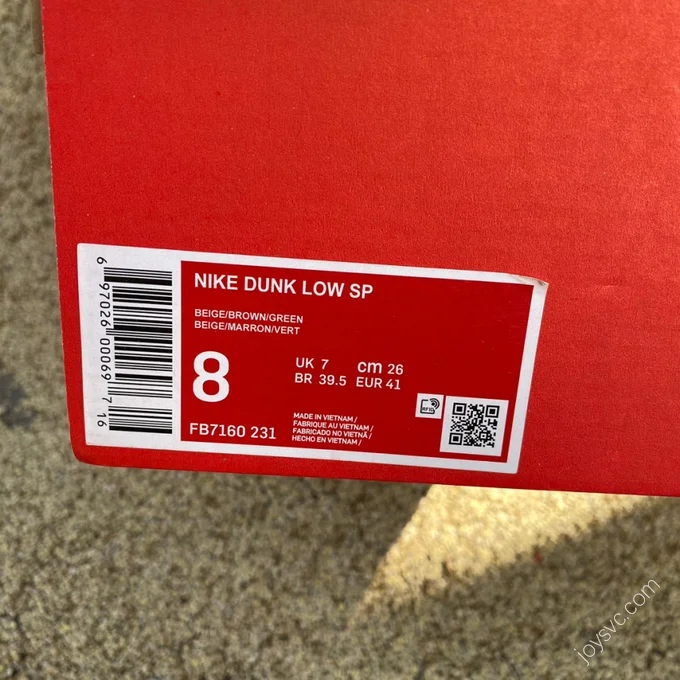 6 97026 00069 7 16
NIKE DUNK LOW SP
BEIGE/BROWN/GREEN
BEIGE/MARRON/VERT
8
UK 7 cm 26
BR 39.5 EUR 41
FB7160 231
MADE IN VIETNAM /
FABRIQUE AU VIETNAM /
FABRICADO NO VIETNÃ /
HECHO EN VIETNAM /
RFID
joysvc.com